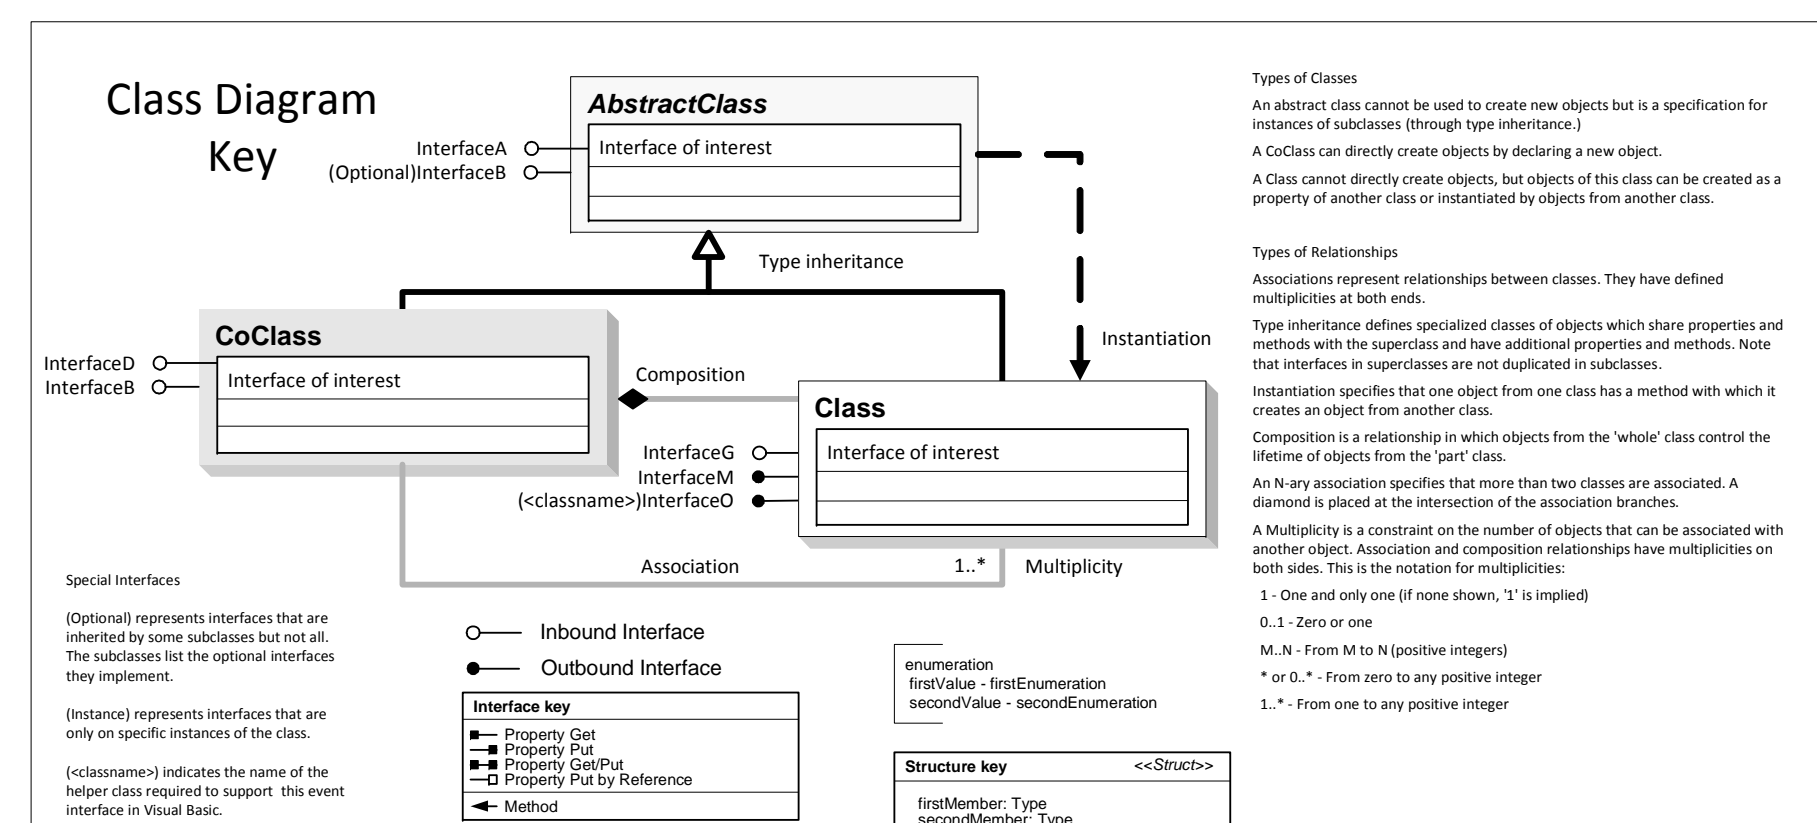 Class Diagram
Key
AbstractClass
Interface of interest
InterfaceA
(Optional)InterfaceB
Type inheritance
CoClass
Interface of interest
InterfaceD
InterfaceB
Composition
Instantiation
Class
Interface of interest
InterfaceG
InterfaceM
(<classname>)InterfaceO
Association
1..*
Multiplicity
Special Interfaces
(Optional) represents interfaces that are
inherited by some subclasses but not all.
The subclasses list the optional interfaces
they implement.
(Instance) represents interfaces that are
only on specific instances of the class.
(<classname>) indicates the name of the
helper class required to support this event
interface in Visual Basic.
Inbound Interface
Outbound Interface
Interface key
Property Get
Property Put
Property Get/Put
Property Put by Reference
Method
enumeration
firstValue - firstEnumeration
secondValue - secondEnumeration
Structure key <<Struct>>
firstMember: Type
secondMember: Type
Types of Classes
An abstract class cannot be used to create new objects but is a specification for
instances of subclasses (through type inheritance.)
A CoClass can directly create objects by declaring a new object.
A Class cannot directly create objects, but objects of this class can be created as a
property of another class or instantiated by objects from another class.
Types of Relationships
Associations represent relationships between classes. They have defined
multiplicities at both ends.
Type inheritance defines specialized classes of objects which share properties and
methods with the superclass and have additional properties and methods. Note
that interfaces in superclasses are not duplicated in subclasses.
Instantiation specifies that one object from one class has a method with which it
creates an object from another class.
Composition is a relationship in which objects from the 'whole' class control the
lifetime of objects from the 'part' class.
An N-ary association specifies that more than two classes are associated. A
diamond is placed at the intersection of the association branches.
A Multiplicity is a constraint on the number of objects that can be associated with
another object. Association and composition relationships have multiplicities on
both sides. This is the notation for multiplicities:
1 - One and only one (if none shown, '1' is implied)
0..1 - Zero or one
M..N - From M to N (positive integers)
* or 0..* - From zero to any positive integer
1..* - From one to any positive integer